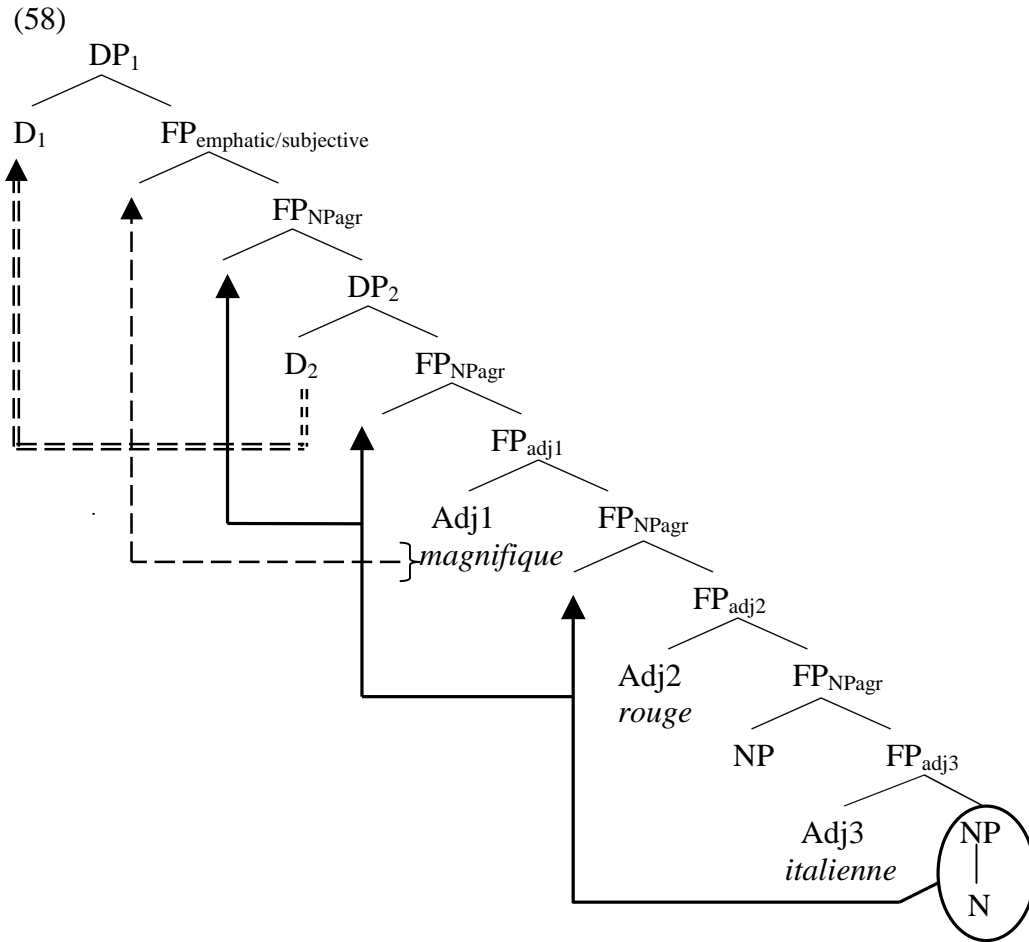 (58)
DP₁
D₁ FPemphatic/subjective
FPNPagr
DP₂
D₂ FPNPagr
FPadj1
Adj1 FPNPagr
magnifique
FPadj2
Adj2 FPNPagr
rouge
NP FPadj3
Adj3 NP
italienne
N